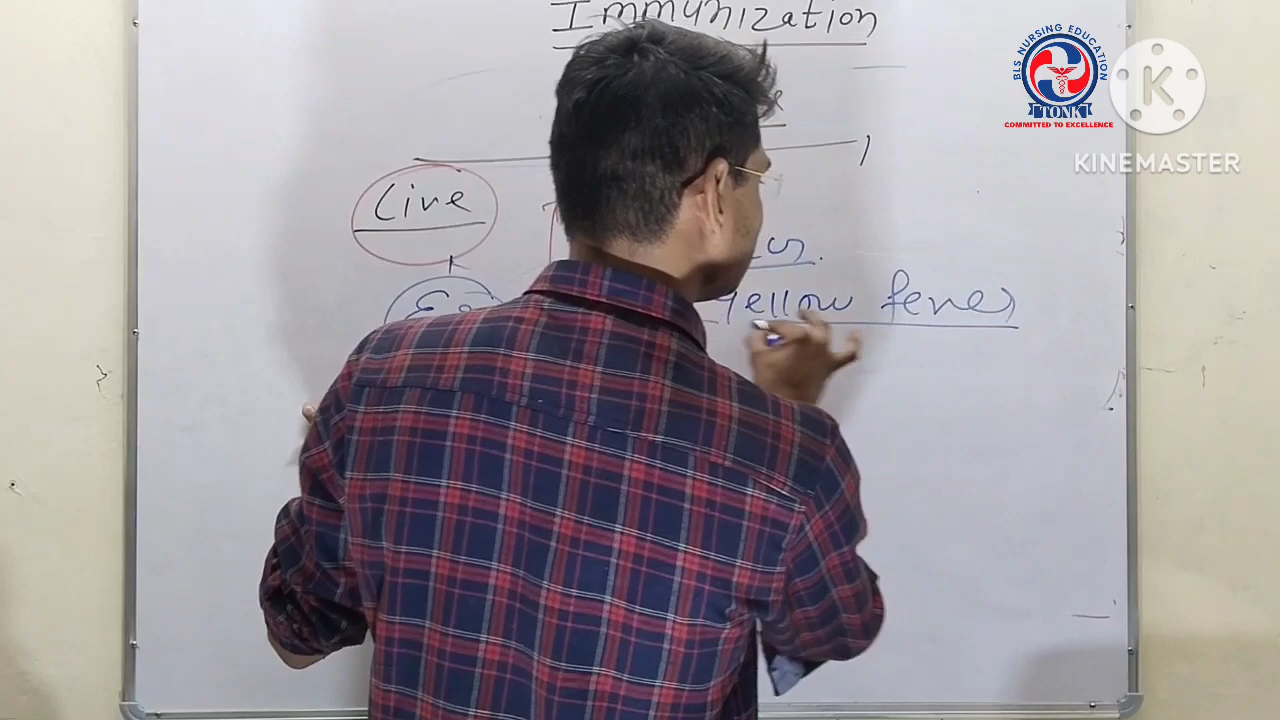 Immunization
Live
Yellow fever
BLS NURSING EDUCATION
TONK
COMMITTED TO EXCELLENCE
K
KINEMASTER